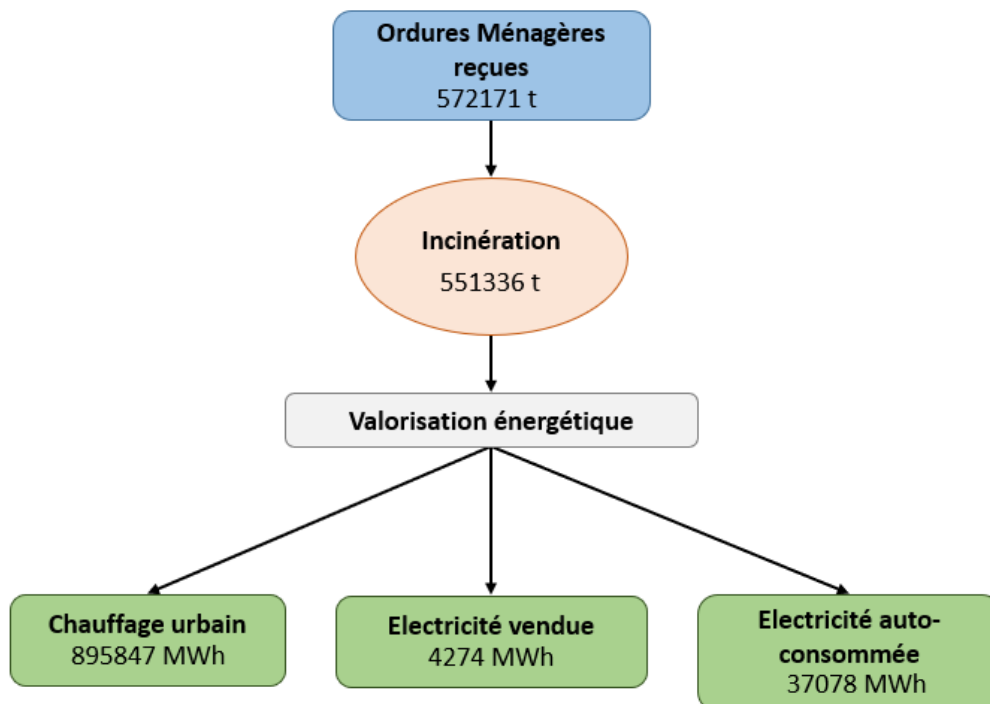 Ordures Ménagères
reçues
572171 t
Incinération
551336 t
Valorisation énergétique
Chauffage urbain
895847 MWh
Electricité vendue
4274 MWh
Electricité auto-
consommée
37078 MWh